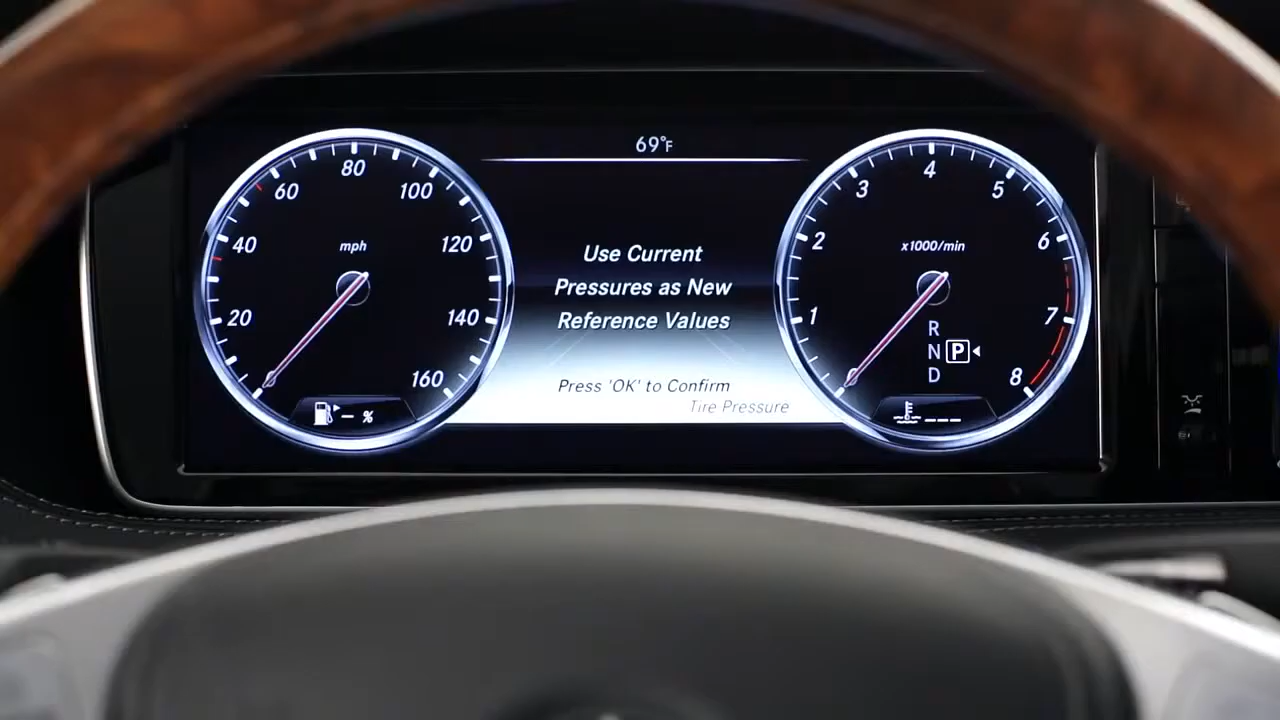 69°F
80
60
100
40
mph
120
20
140
160
– %
Use Current
Pressures as New
Reference Values
Press 'OK' to Confirm
Tire Pressure
4
3
5
2
x1000/min
6
1
7
8
R
N P
D
_ _ _